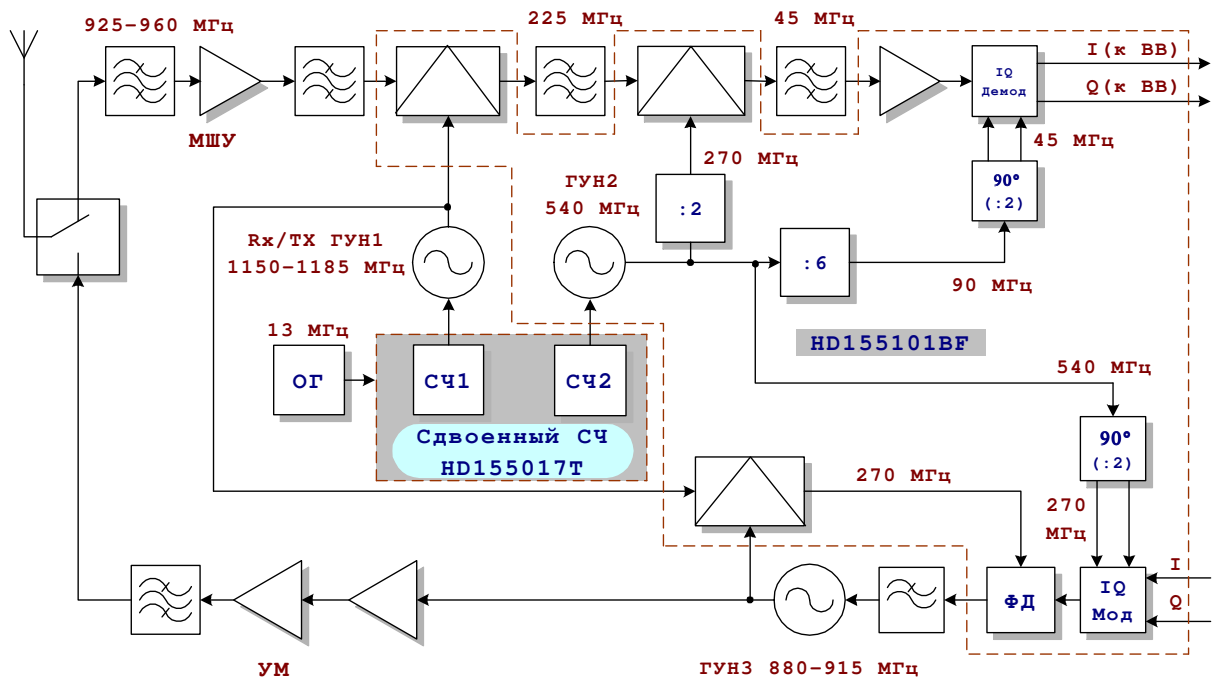 925–960 МГц
225 МГц
45 МГц
I(к ВВ)
Q(к ВВ)
IQ
Демод
МШУ
270 МГц
45 МГц
90°
(:2)
ГУН2
540 МГц
:2
Rx/TX ГУН1
1150–1185 МГц
:6
90 МГц
13 МГц
HD155101BF
ОГ
СЧ1
СЧ2
540 МГц
Сдвоенный СЧ
HD155017T
90°
(:2)
270 МГц
270
МГц
I
Q
ФД
IQ
Мод
УМ
ГУН3 880–915 МГц